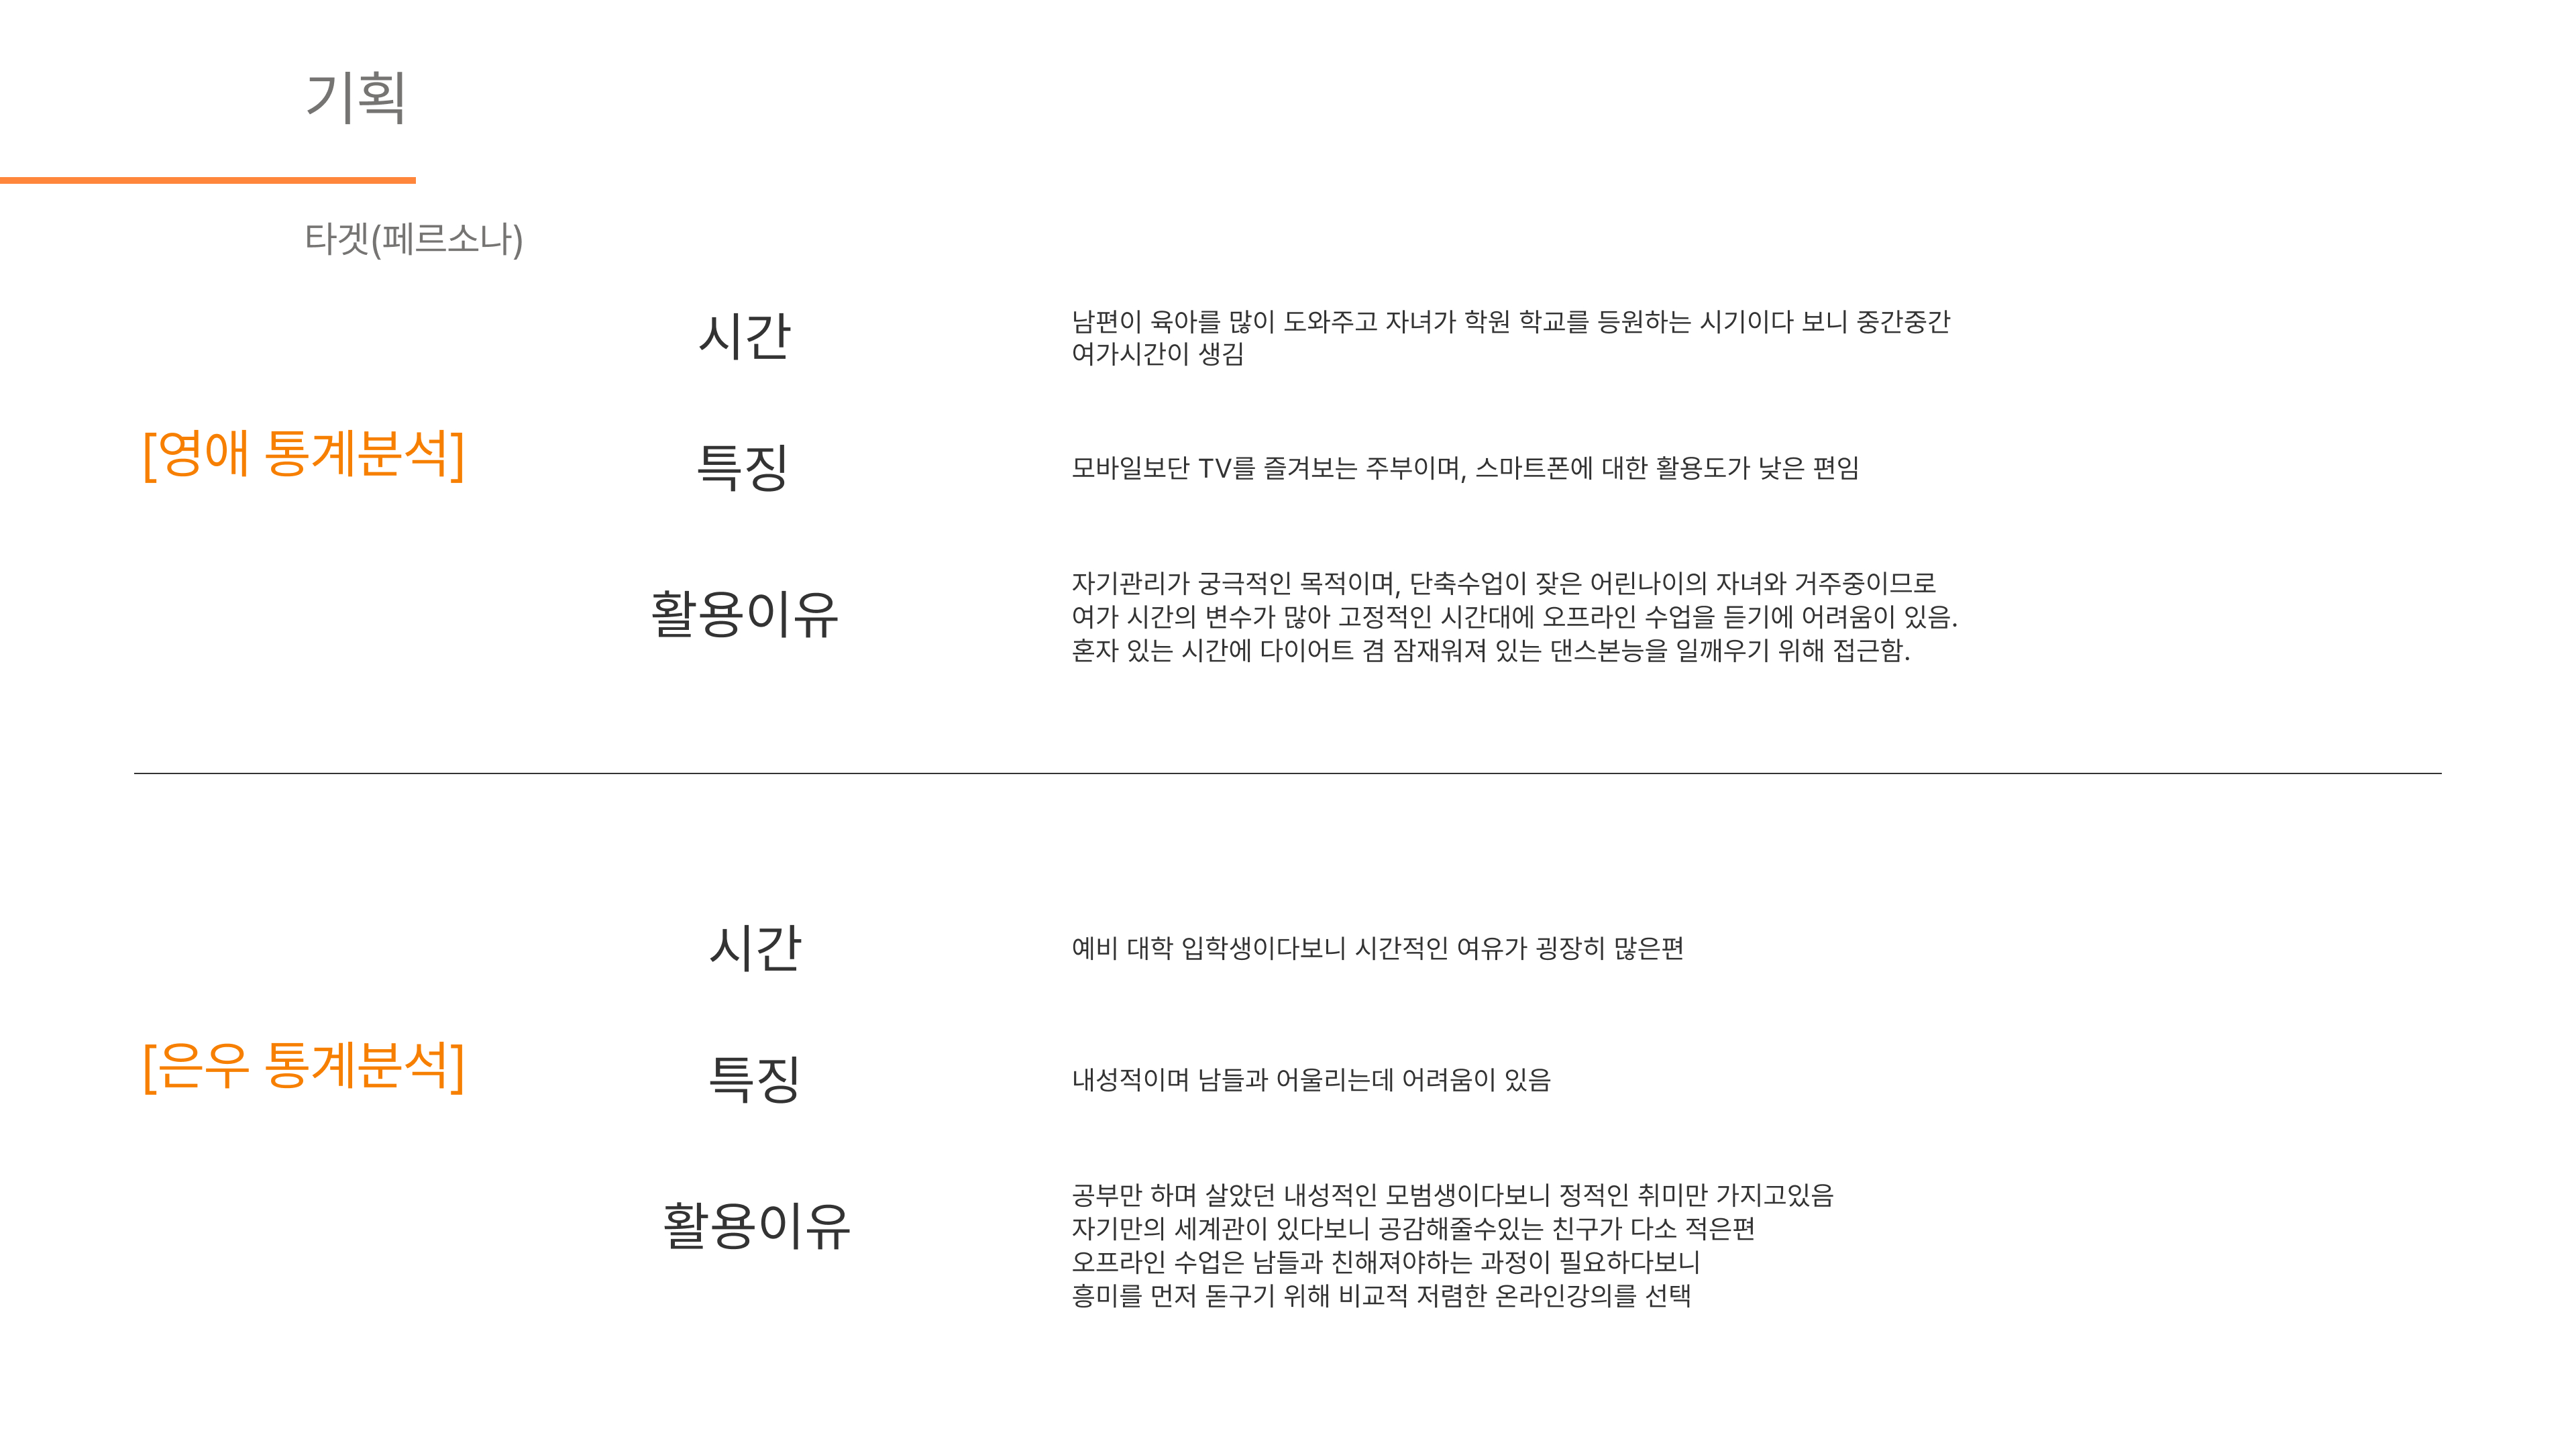 기획
타겟(페르소나)
[영애 통계분석]
시간
남편이 육아를 많이 도와주고 자녀가 학원 학교를 등원하는 시기이다 보니 중간중간
여가시간이 생김
특징
모바일보단 TV를 즐겨보는 주부이며, 스마트폰에 대한 활용도가 낮은 편임
활용이유
자기관리가 궁극적인 목적이며, 단축수업이 잦은 어린나이의 자녀와 거주중이므로
여가 시간의 변수가 많아 고정적인 시간대에 오프라인 수업을 듣기에 어려움이 있음.
혼자 있는 시간에 다이어트 겸 잠재워져 있는 댄스본능을 일깨우기 위해 접근함.
[은우 통계분석]
시간
예비 대학 입학생이다보니 시간적인 여유가 굉장히 많은편
특징
내성적이며 남들과 어울리는데 어려움이 있음
활용이유
공부만 하며 살았던 내성적인 모범생이다보니 정적인 취미만 가지고있음
자기만의 세계관이 있다보니 공감해줄수있는 친구가 다소 적은편
오프라인 수업은 남들과 친해져야하는 과정이 필요하다보니
흥미를 먼저 돋구기 위해 비교적 저렴한 온라인강의를 선택